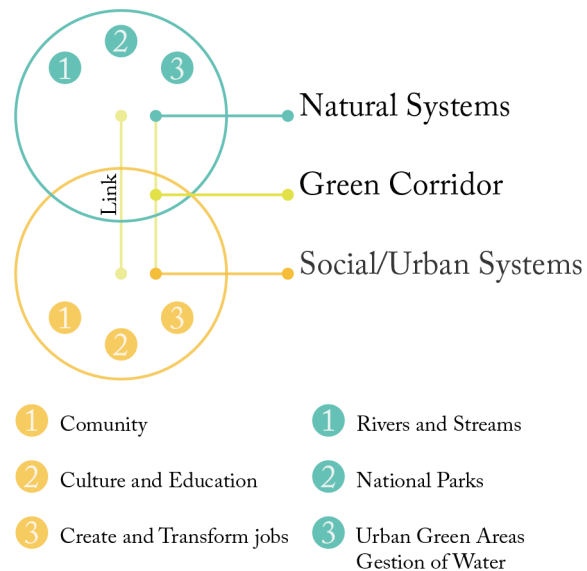 1 2 3
Natural Systems
Link
Green Corridor
Social/Urban Systems
1 2 3
1 Comunity
2 Culture and Education
3 Create and Transform jobs
1 Rivers and Streams
2 National Parks
3 Urban Green Areas
Gestion of Water